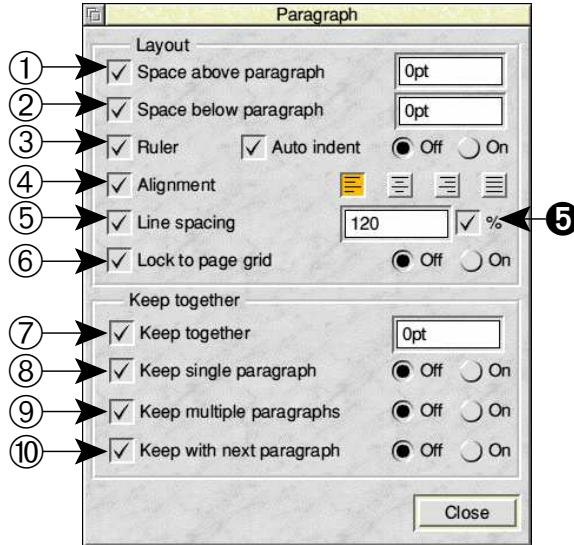 Paragraph
Layout
① Space above paragraph 0pt
② Space below paragraph 0pt
③ Ruler Auto indent Off On
④ Alignment
⑤ Line spacing 120 % ❺
⑥ Lock to page grid Off On
Keep together
⑦ Keep together 0pt
⑧ Keep single paragraph Off On
⑨ Keep multiple paragraphs Off On
⑩ Keep with next paragraph Off On
Close